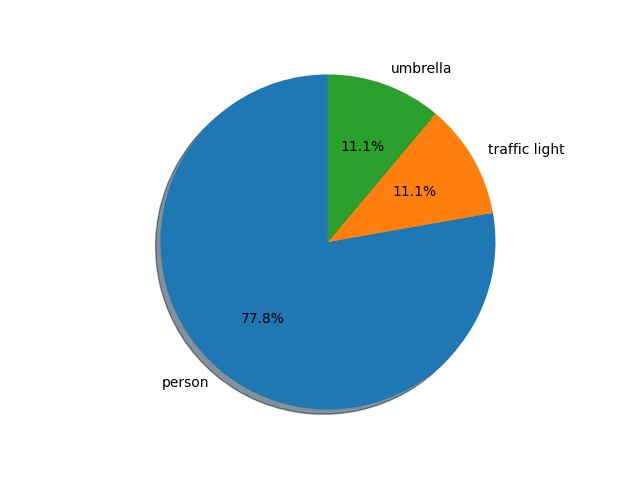 umbrella
11.1%
traffic light
11.1%
77.8%
person